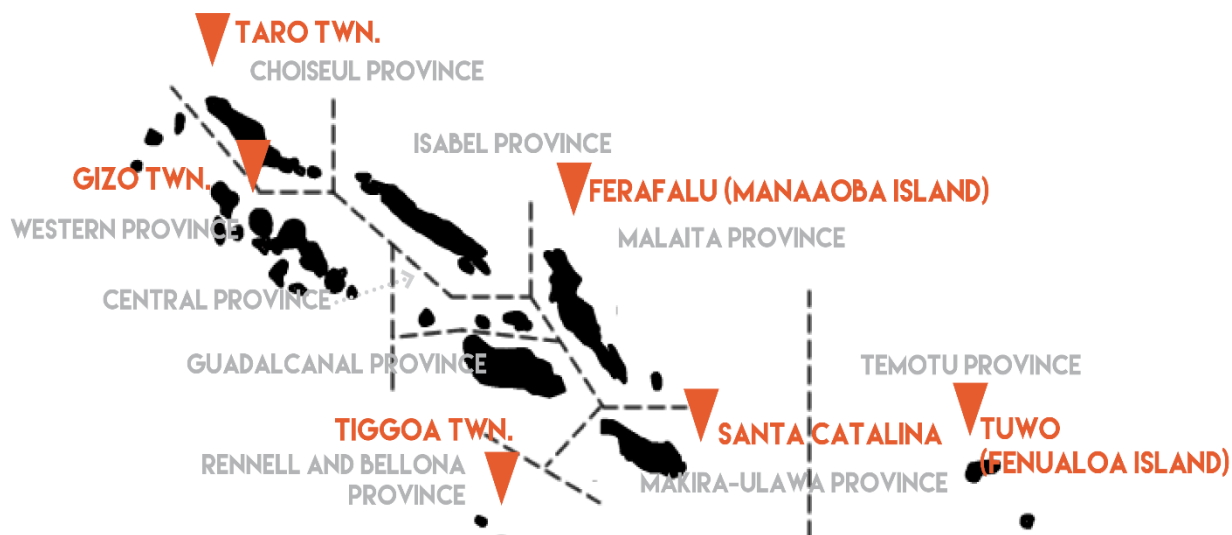 TARO TWN.
CHOISEUL PROVINCE
ISABEL PROVINCE
GIZO TWN.
FERAFALU (MANAAOBA ISLAND)
WESTERN PROVINCE
MALAITA PROVINCE
CENTRAL PROVINCE
GUADALCANAL PROVINCE
TEMOTU PROVINCE
TIGGOA TWN.
SANTA CATALINA
TUWO
(FENUALOA ISLAND)
RENNELL AND BELLONA
PROVINCE
MAKIRA-ULAWA PROVINCE